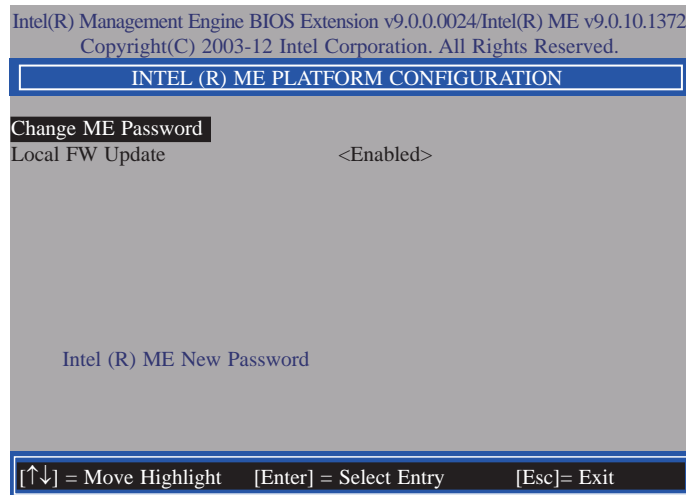 Intel(R) Management Engine BIOS Extension v9.0.0.0024/Intel(R) ME v9.0.10.1372
Copyright(C) 2003-12 Intel Corporation. All Rights Reserved.
INTEL (R) ME PLATFORM CONFIGURATION
Change ME Password
Local FW Update <Enabled>
Intel (R) ME New Password
[↑↓] = Move Highlight [Enter] = Select Entry [Esc]= Exit